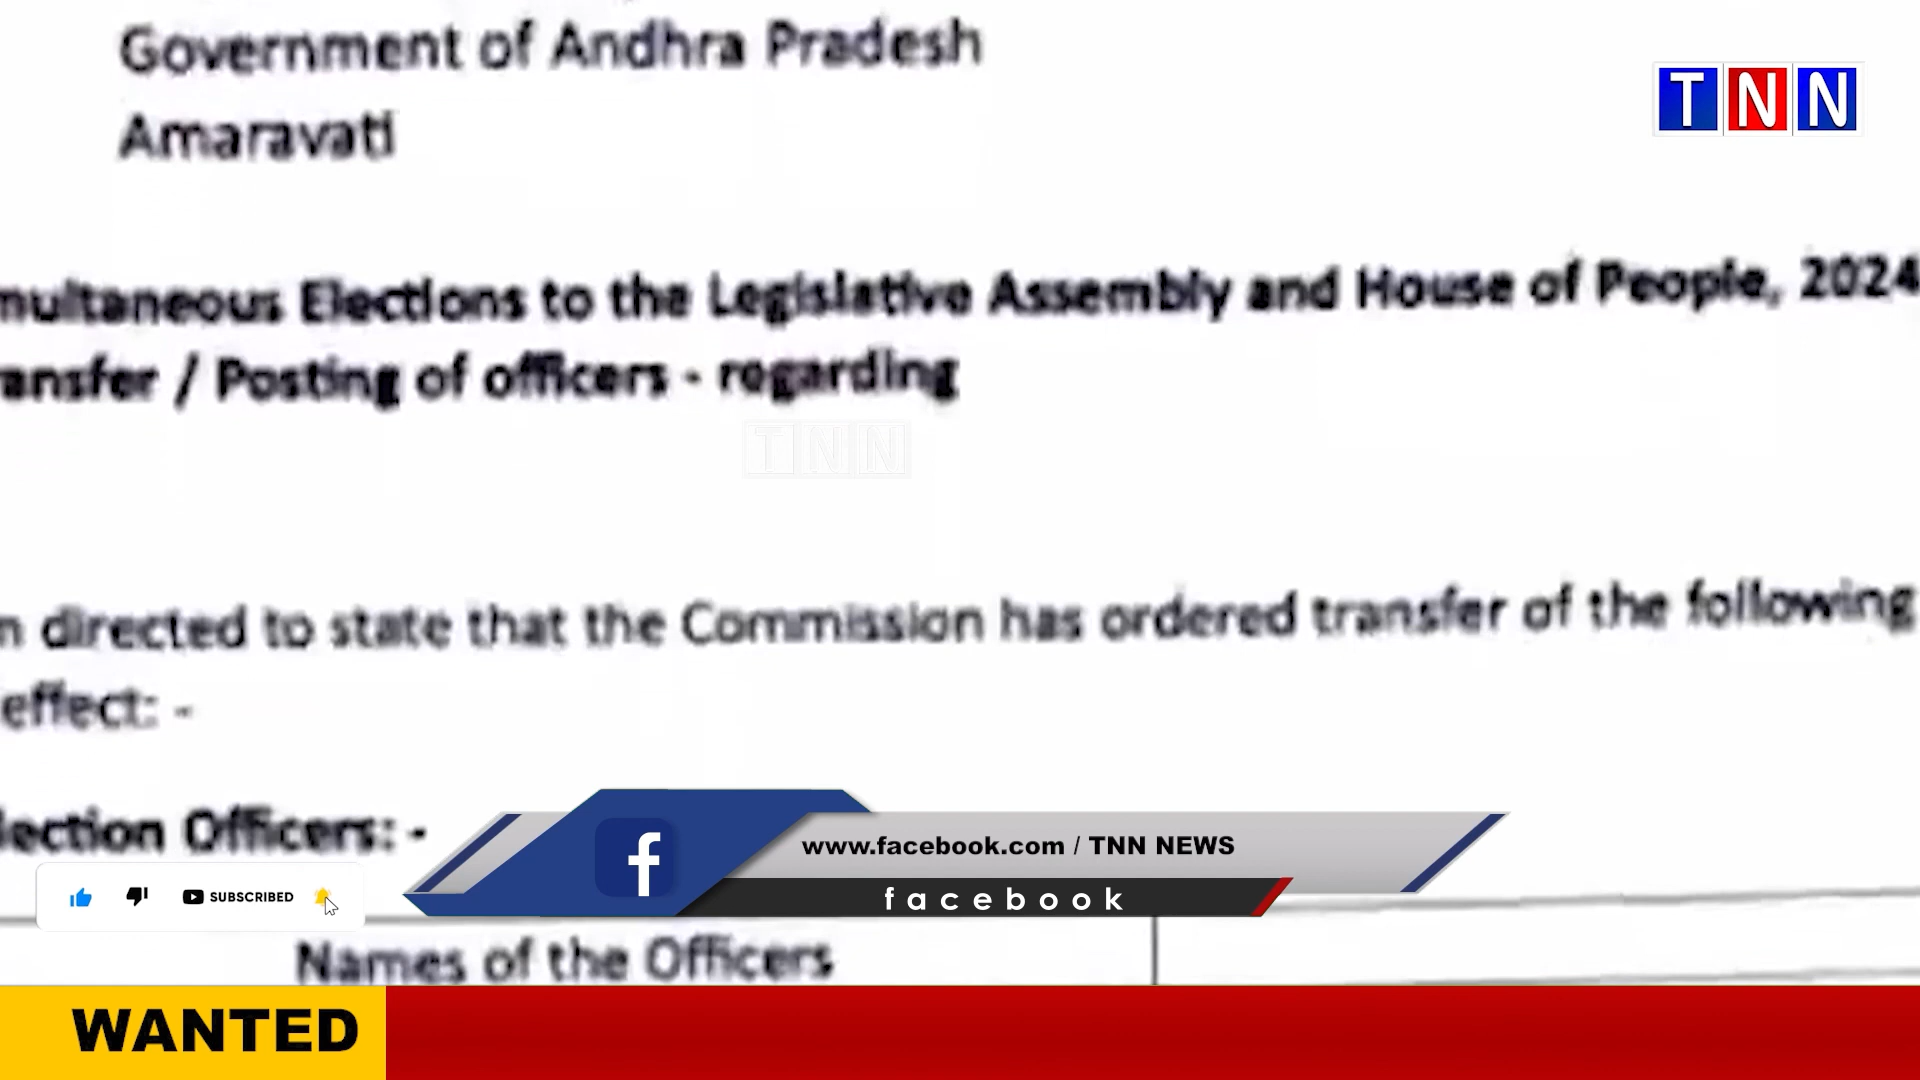 Government of Andhra Pradesh
Amaravati
TNN
multaneous Elections to the Legislative Assembly and House of People, 2024
ansfer / Posting of officers - regarding
TNN
n directed to state that the Commission has ordered transfer of the following
effect: -
lection Officers: -
www.facebook.com / TNN NEWS
facebook
SUBSCRIBED
Names of the Officers
WANTED